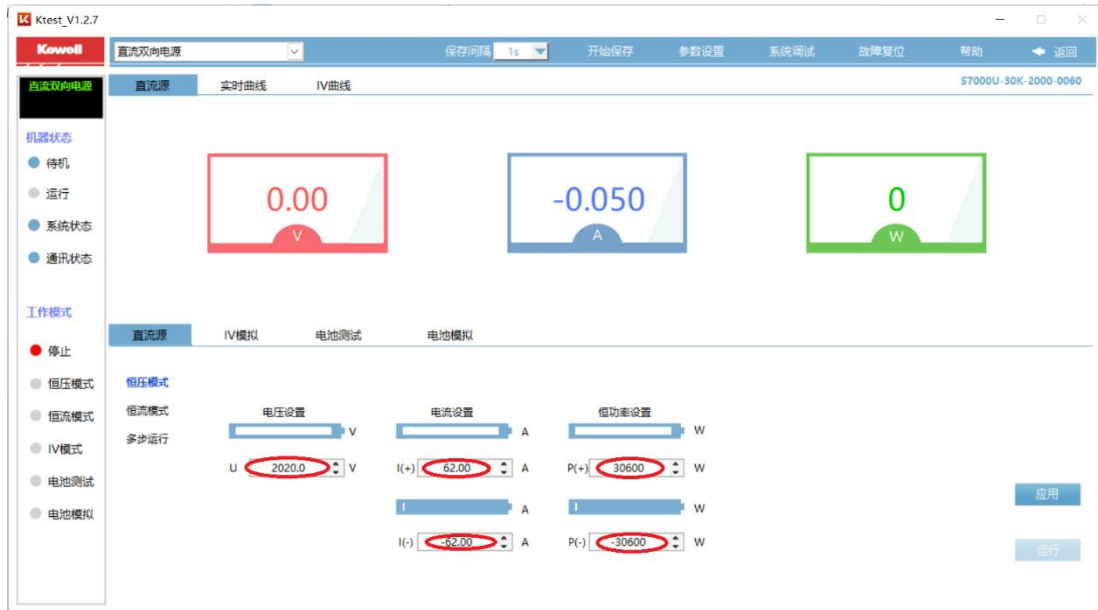 Ktest_V1.2.7
Kewell
直流双向电源 保存间隔 1s 开始保存 参数设置 系统调试 故障复位 帮助 返回
直流双向电源
直流源 实时曲线 IV曲线 S7000U-30K-2000-0060
机器状态
待机
运行
系统状态
通讯状态
0.00 -0.050 0
V A W
工作模式
直流源 IV模拟 电池测试 电池模拟
停止
恒压模式
恒流模式
IV模式
电池测试
电池模拟
恒压模式
恒流模式
多步运行
电压设置 电流设置 恒功率设置
V A W
U 2020.0 V I(+) 62.00 A P(+) 30600 W
A W
I(-) -62.00 A P(-) -30600 W
应用
运行